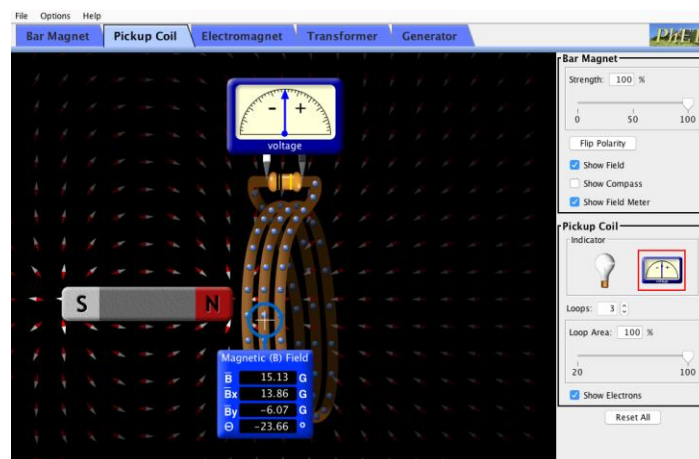 File Options Help
Bar Magnet Pickup Coil Electromagnet Transformer Generator
PhET
Bar Magnet
Strength: 100 %
0 50 100
Flip Polarity
Show Field
Show Compass
Show Field Meter
Pickup Coil
Indicator
Loops: 3
Loop Area: 100 %
20 100
Show Electrons
Reset All
- +
voltage
S N
Magnetic (B) Field
B 15.13 G
Bx 13.86 G
By -6.07 G
Θ -23.66 °